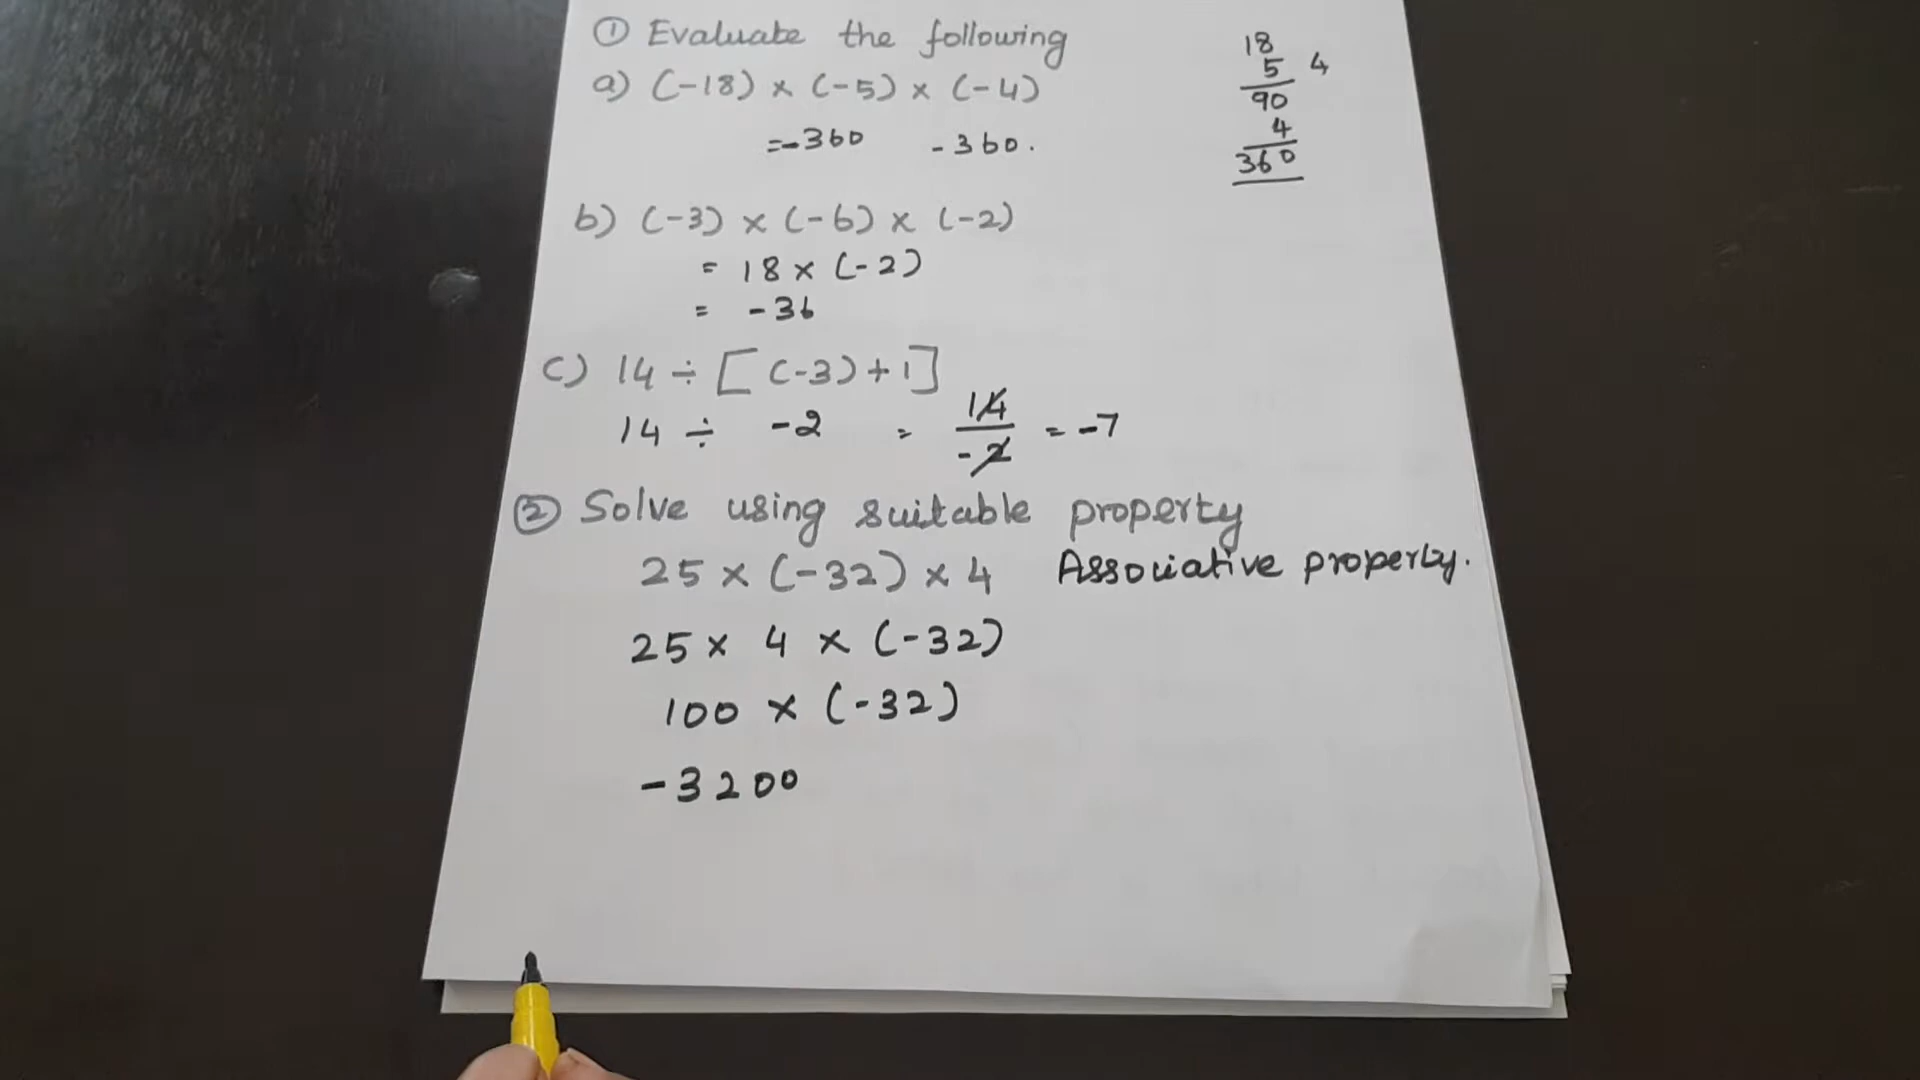 ① Evaluate the following
a) (-18) × (-5) × (-4)
=-360 -360.
18
5 4
90
4
360
b) (-3) × (-6) × (-2)
= 18 × (-2)
= -36
c) 14 ÷ [(-3)+1]
14 ÷ -2 = 14/-2 = -7
② Solve using suitable property
25 × (-32) × 4 Associative property.
25 × 4 × (-32)
100 × (-32)
-3200